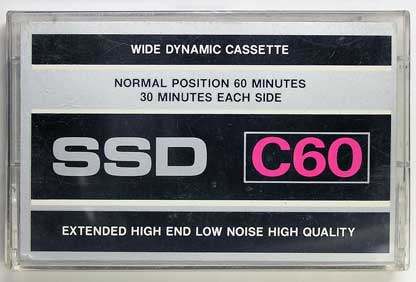 WIDE DYNAMIC CASSETTE
NORMAL POSITION 60 MINUTES
30 MINUTES EACH SIDE
SSD C60
EXTENDED HIGH END LOW NOISE HIGH QUALITY